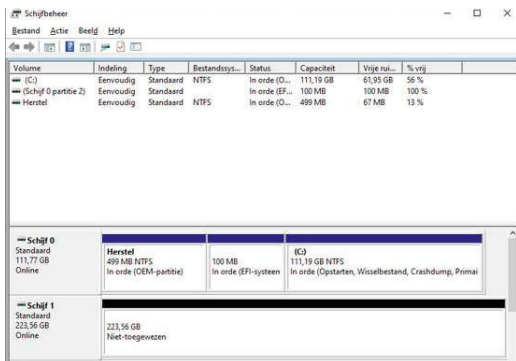 Schijfbeheer
Bestand Actie Beeld Help
Volume Indeling Type Bestandssys... Status Capaciteit Vrije rui... % vrij
(C:) Eenvoudig Standaard NTFS In orde (O... 111,19 GB 61,95 GB 56 %
(Schijf 0 partitie 2) Eenvoudig Standaard In orde (EF... 100 MB 100 MB 100 %
Herstel Eenvoudig Standaard NTFS In orde (O... 499 MB 67 MB 13 %
Schijf 0
Standaard
111,77 GB
Online
Herstel
499 MB NTFS
In orde (OEM-partitie)
100 MB
In orde (EFI-systeen
(C:)
111,19 GB NTFS
In orde (Opstarten, Wisselbestand, Crashdump, Primai
Schijf 1
Standaard
223,56 GB
Online
223,56 GB
Niet-toegewezen